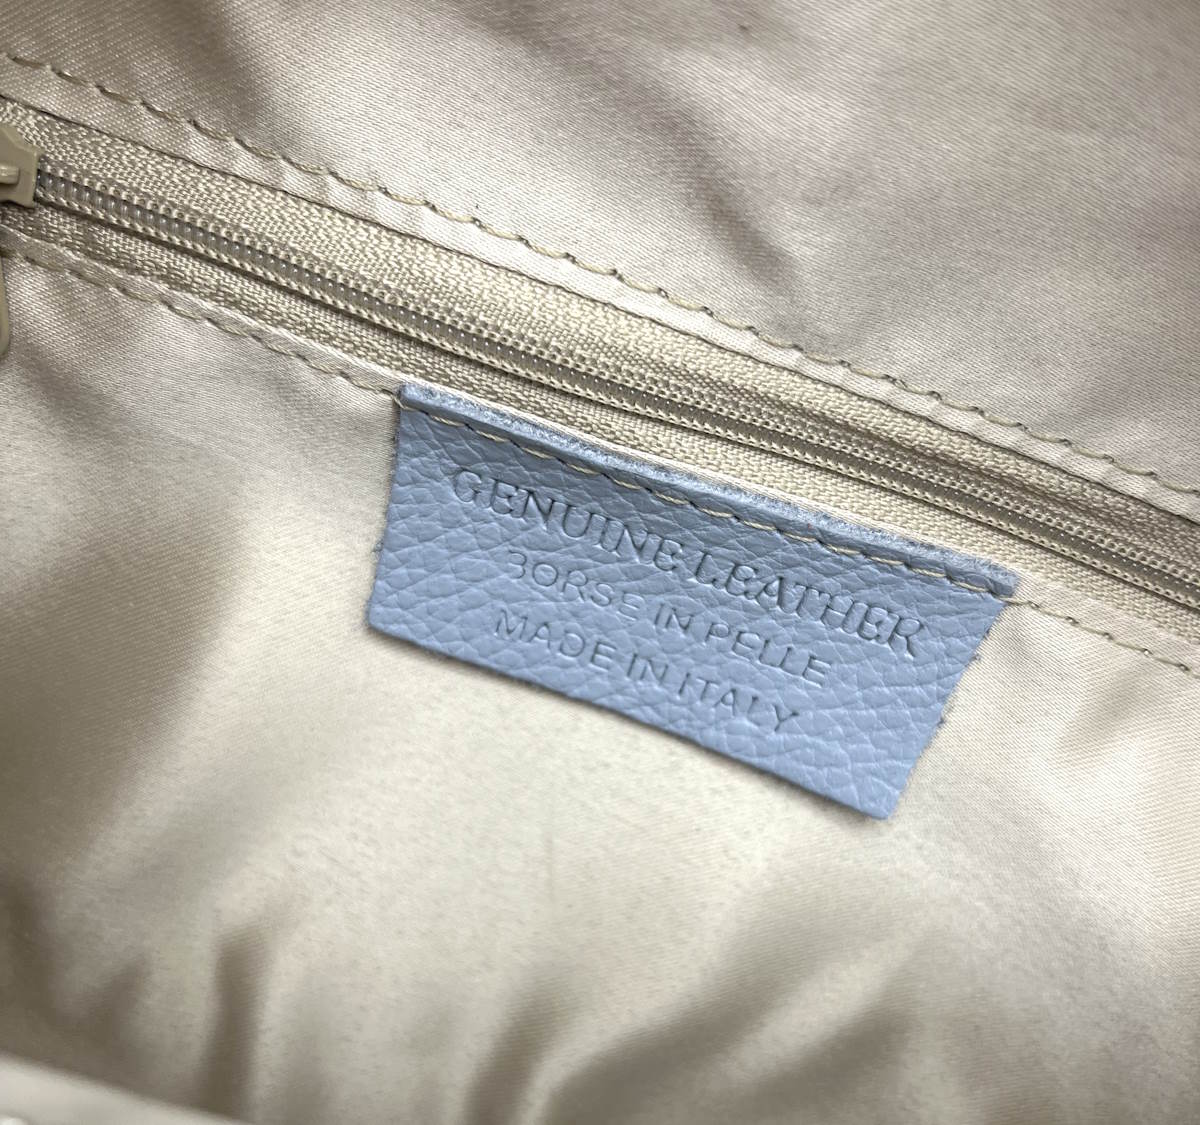 GENUINE LEATHER
BORSE IN PELLE
MADE IN ITALY